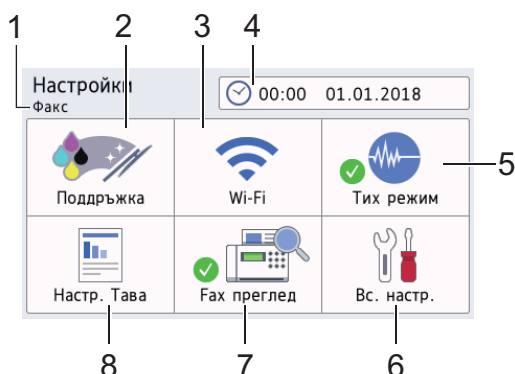 1 2 3 4
Настройки
Факс
00:00 01.01.2018
Поддръжка Wi-Fi Тих режим
5
Настр. Тава Fax преглед Вс. настр.
8 7 6